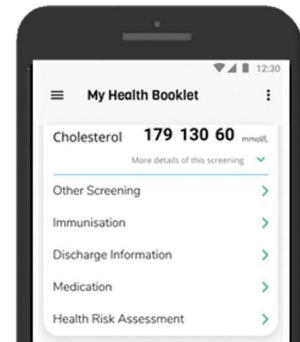 12:30
My Health Booklet
Cholesterol 179 130 60 mmol/L
More details of this screening
Other Screening
Immunisation
Discharge Information
Medication
Health Risk Assessment